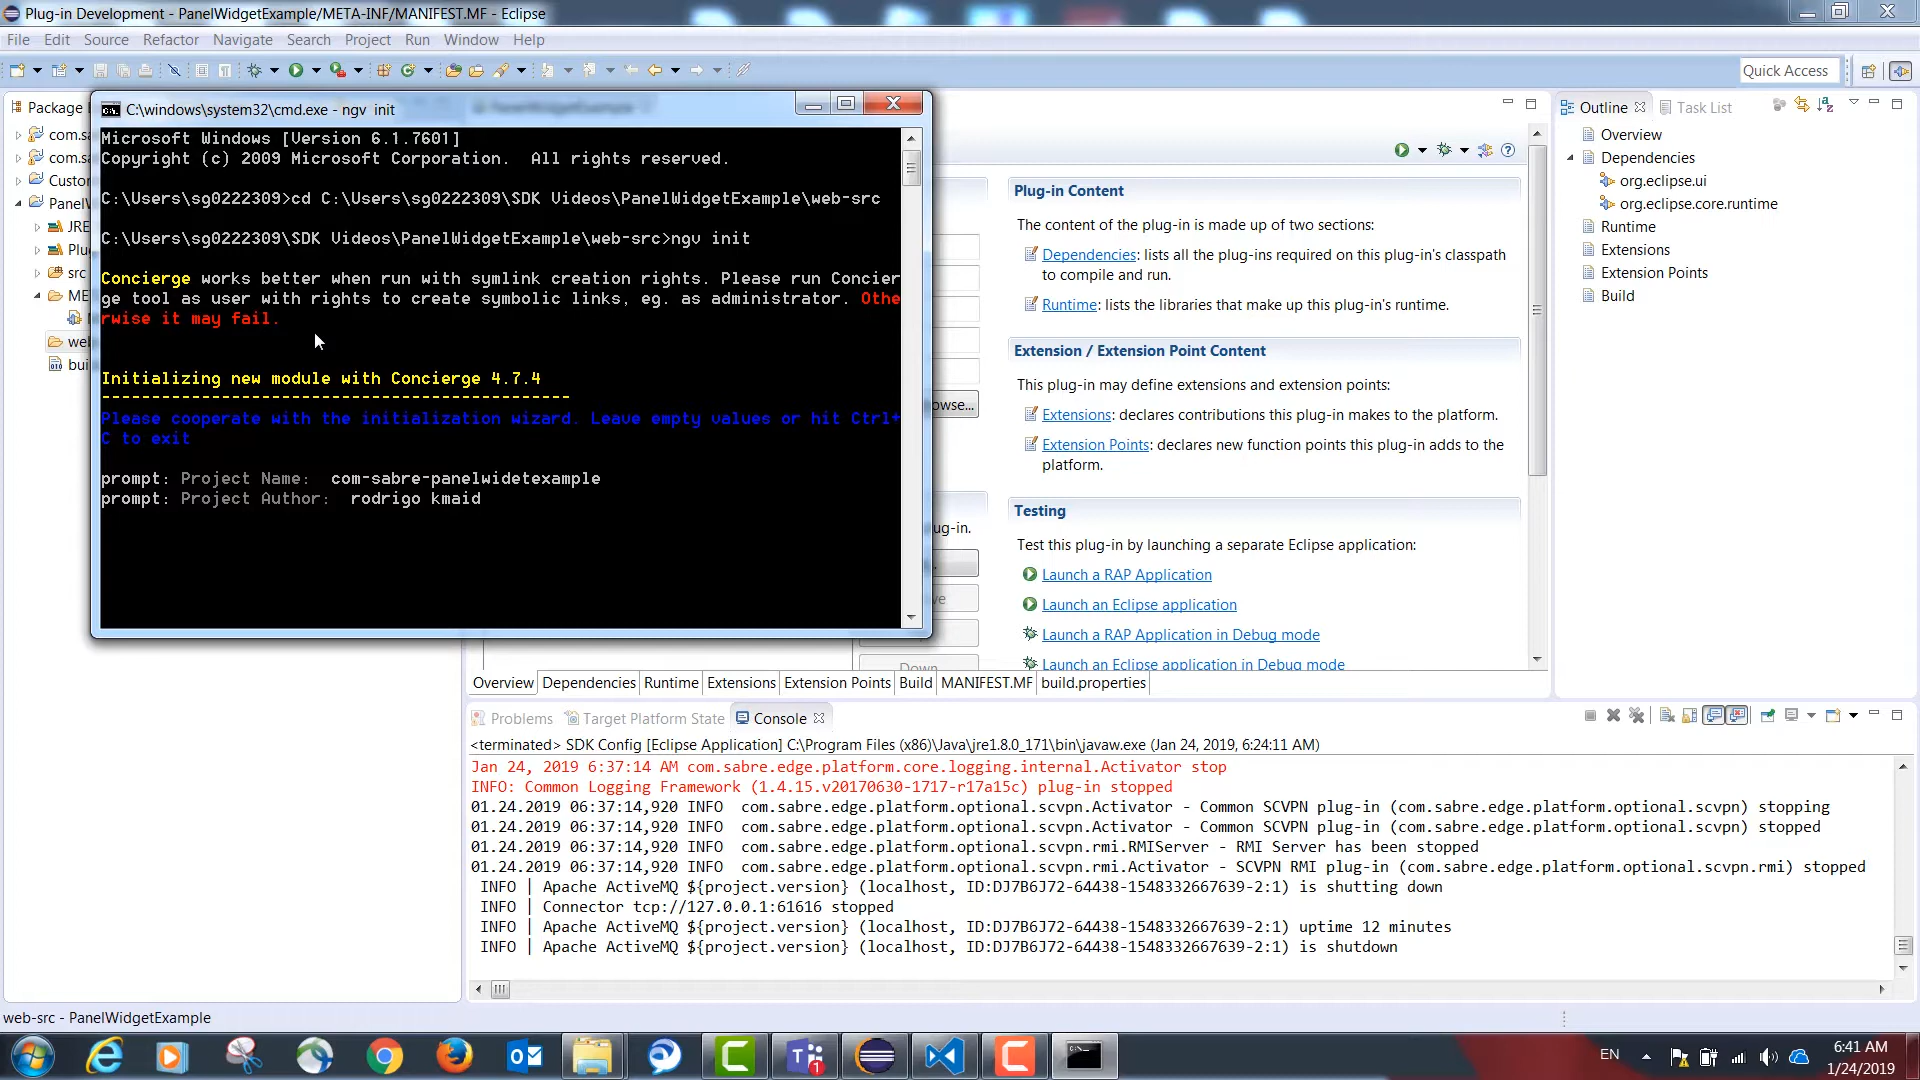 Plug-in Development - PanelWidgetExample/META-INF/MANIFEST.MF - Eclipse
File Edit Source Refactor Navigate Search Project Run Window Help
Quick Access
Package
com.sa
com.sa
Custo
PanelW
JRE
Plu
src
ME
we
bui
C:\windows\system32\cmd.exe - ngv init
Microsoft Windows [Version 6.1.7601]
Copyright (c) 2009 Microsoft Corporation. All rights reserved.
C:\Users\sg0222309>cd C:\Users\sg0222309\SDK Videos\PanelWidgetExample\web-src
C:\Users\sg0222309\SDK Videos\PanelWidgetExample\web-src>ngv init
Concierge works better when run with symlink creation rights. Please run Concier
ge tool as user with rights to create symbolic links, eg. as administrator. Othe
rwise it may fail.
Initializing new module with Concierge 4.7.4
-----------------------------------------------
Please cooperate with the initialization wizard. Leave empty values or hit Ctrl+
C to exit
prompt: Project Name: com-sabre-panelwidetexample
prompt: Project Author: rodrigo kmaid
PanelWidgetExample
owse...
ug-in.
ve
Down
Plug-in Content
The content of the plug-in is made up of two sections:
Dependencies: lists all the plug-ins required on this plug-in's classpath
to compile and run.
Runtime: lists the libraries that make up this plug-in's runtime.
Extension / Extension Point Content
This plug-in may define extensions and extension points:
Extensions: declares contributions this plug-in makes to the platform.
Extension Points: declares new function points this plug-in adds to the
platform.
Testing
Test this plug-in by launching a separate Eclipse application:
Launch a RAP Application
Launch an Eclipse application
Launch a RAP Application in Debug mode
Launch an Eclipse application in Debug mode
Overview Dependencies Runtime Extensions Extension Points Build MANIFEST.MF build.properties
Outline Task List
Overview
Dependencies
org.eclipse.ui
org.eclipse.core.runtime
Runtime
Extensions
Extension Points
Build
Problems Target Platform State Console
<terminated> SDK Config [Eclipse Application] C:\Program Files (x86)\Java\jre1.8.0_171\bin\javaw.exe (Jan 24, 2019, 6:24:11 AM)
Jan 24, 2019 6:37:14 AM com.sabre.edge.platform.core.logging.internal.Activator stop
INFO: Common Logging Framework (1.4.15.v20170630-1717-r17a15c) plug-in stopped
01.24.2019 06:37:14,920 INFO com.sabre.edge.platform.optional.scvpn.Activator - Common SCVPN plug-in (com.sabre.edge.platform.optional.scvpn) stopping
01.24.2019 06:37:14,920 INFO com.sabre.edge.platform.optional.scvpn.Activator - Common SCVPN plug-in (com.sabre.edge.platform.optional.scvpn) stopped
01.24.2019 06:37:14,920 INFO com.sabre.edge.platform.optional.scvpn.rmi.RMIServer - RMI Server has been stopped
01.24.2019 06:37:14,920 INFO com.sabre.edge.platform.optional.scvpn.rmi.Activator - SCVPN RMI plug-in (com.sabre.edge.platform.optional.scvpn.rmi) stopped
INFO | Apache ActiveMQ ${project.version} (localhost, ID:DJ7B6J72-64438-1548332667639-2:1) is shutting down
INFO | Connector tcp://127.0.0.1:61616 stopped
INFO | Apache ActiveMQ ${project.version} (localhost, ID:DJ7B6J72-64438-1548332667639-2:1) uptime 12 minutes
INFO | Apache ActiveMQ ${project.version} (localhost, ID:DJ7B6J72-64438-1548332667639-2:1) is shutdown
web-src - PanelWidgetExample
EN
6:41 AM
1/24/2019